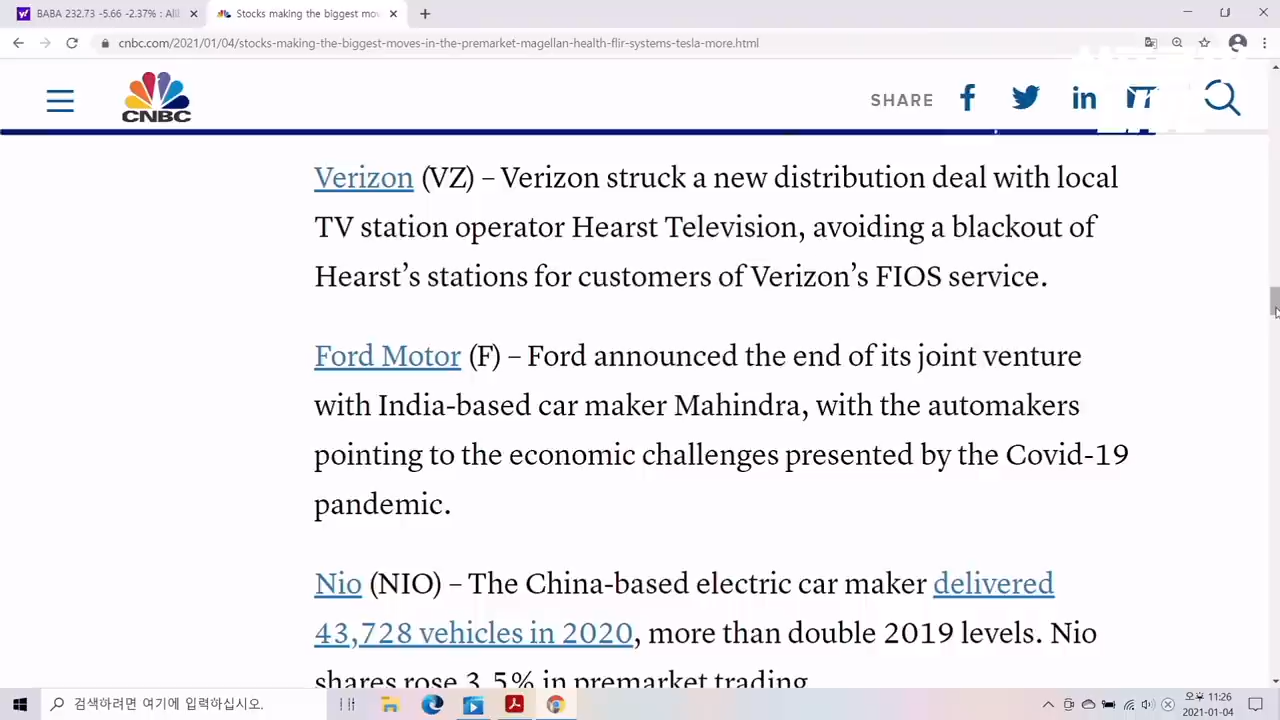 BABA 232.73 -5.66 -2.37% : Ali
Stocks making the biggest mov
cnbc.com/2021/01/04/stocks-making-the-biggest-moves-in-the-premarket-magellan-health-flir-systems-tesla-more.html
CNBC
SHARE
Verizon (VZ) – Verizon struck a new distribution deal with local
TV station operator Hearst Television, avoiding a blackout of
Hearst’s stations for customers of Verizon’s FIOS service.
Ford Motor (F) – Ford announced the end of its joint venture
with India-based car maker Mahindra, with the automakers
pointing to the economic challenges presented by the Covid-19
pandemic.
Nio (NIO) – The China-based electric car maker delivered
43,728 vehicles in 2020, more than double 2019 levels. Nio
shares rose 3.5% in premarket trading
검색하려면 여기에 입력하십시오.
오후 11:26
2021-01-04